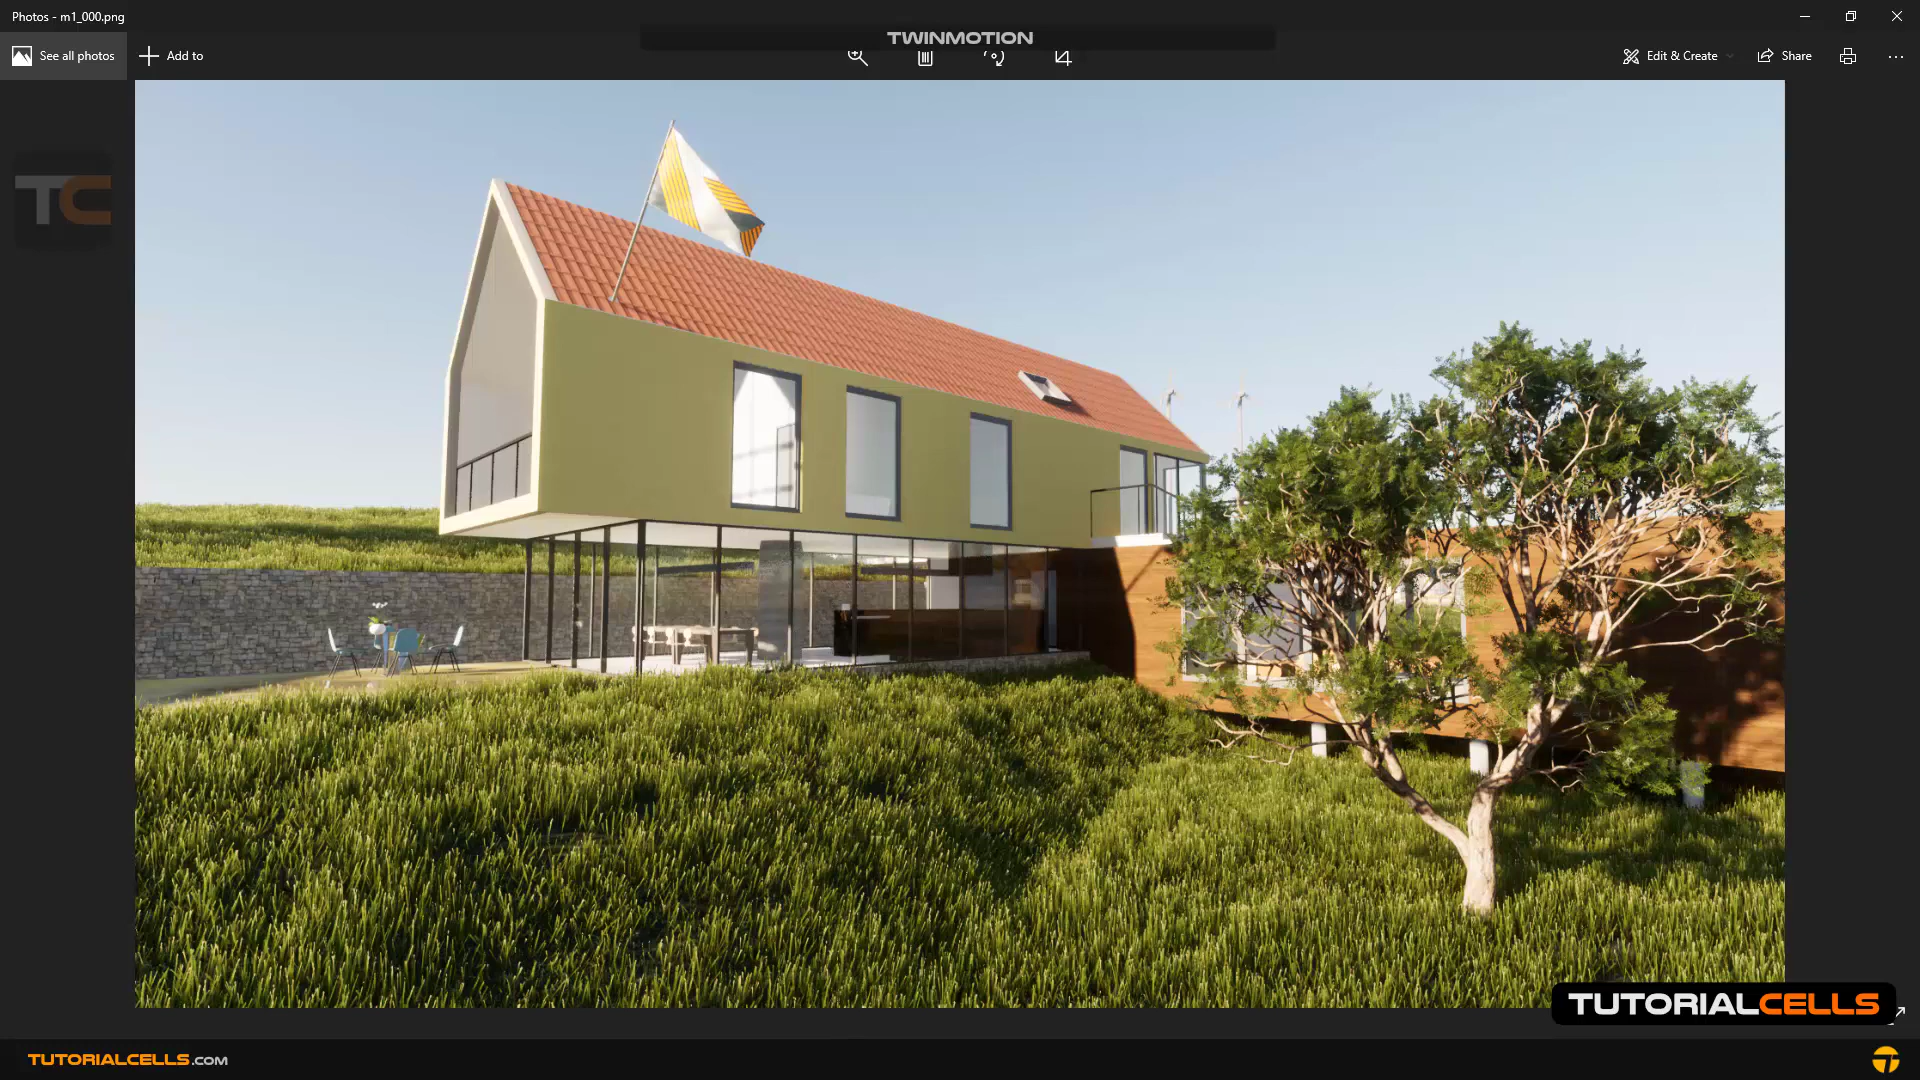 Photos - m1_000.png
TWINMOTION
See all photos
Add to
Edit & Create
Share
TC
TUTORIALCELLS
TUTORIALCELLS.COM